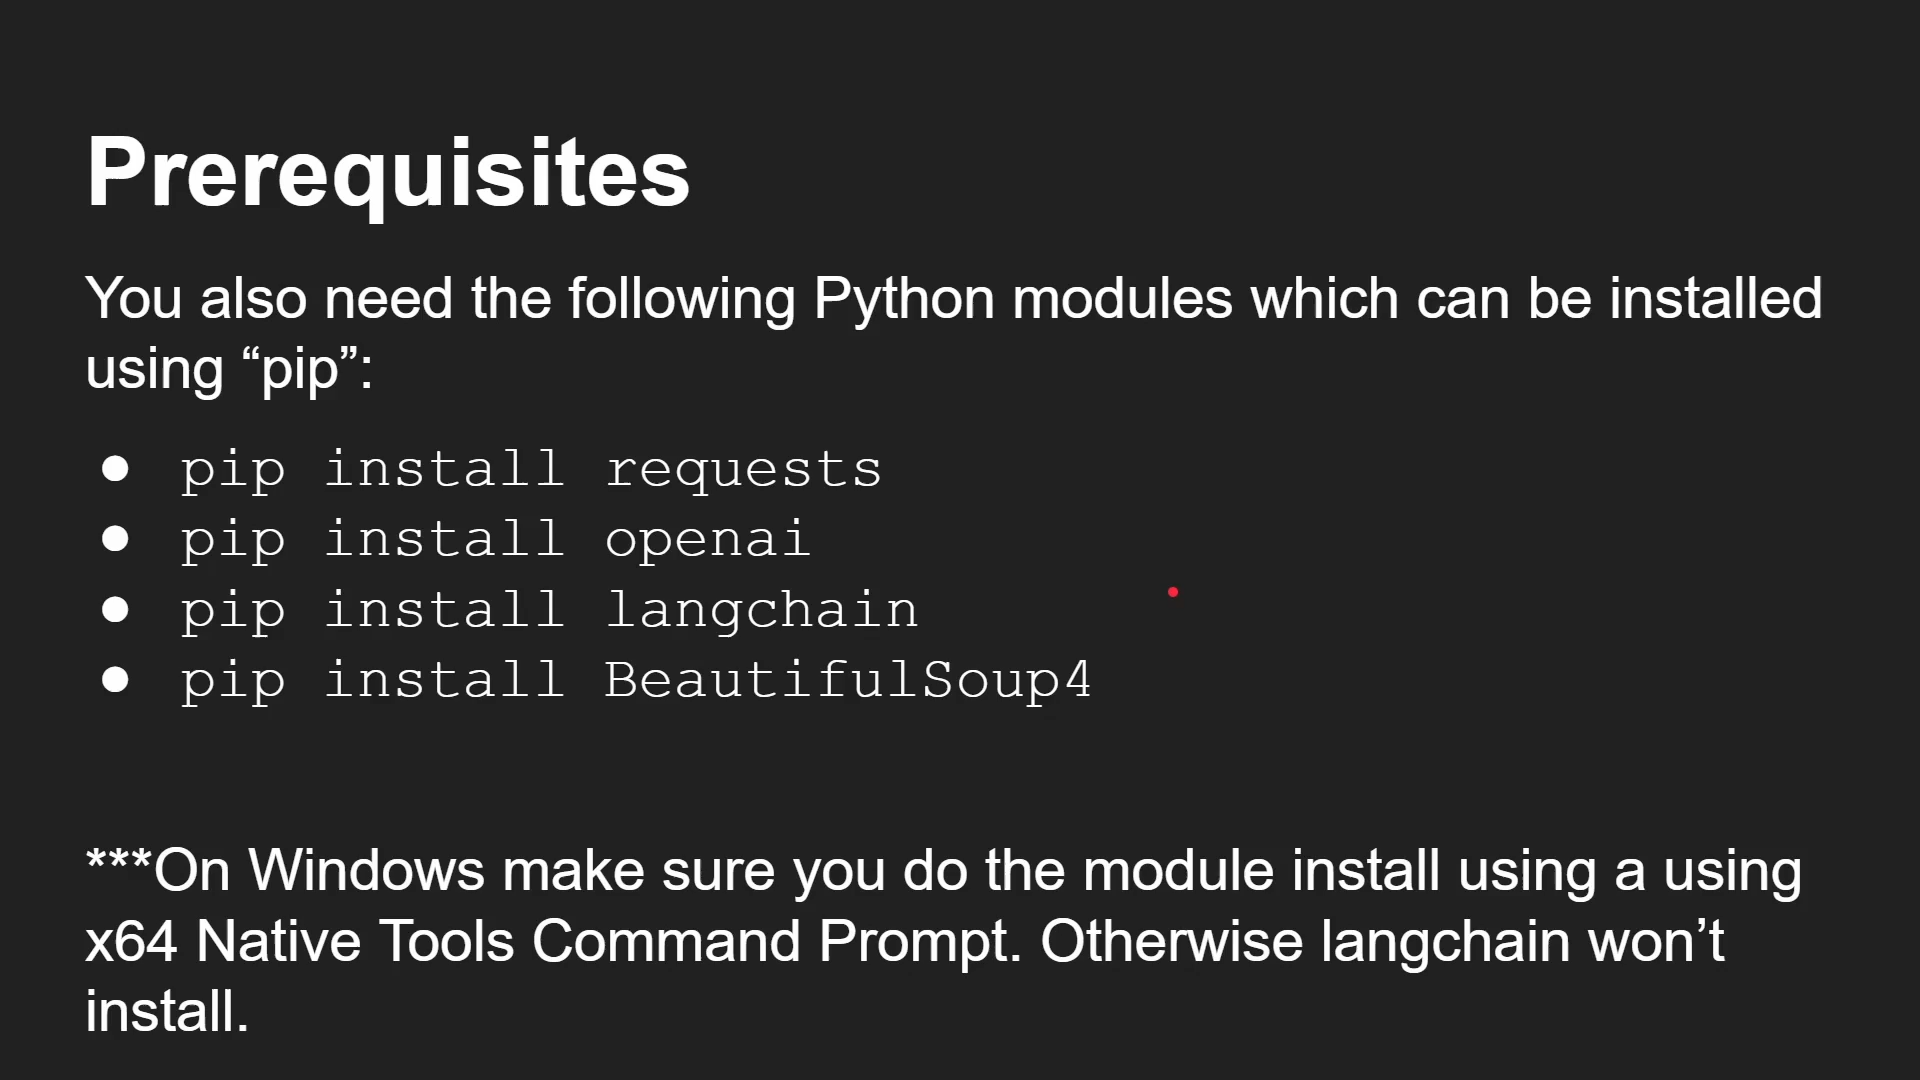 Prerequisites
You also need the following Python modules which can be installed
using “pip”:
● pip install requests
● pip install openai
● pip install langchain
● pip install BeautifulSoup4
***On Windows make sure you do the module install using a using
x64 Native Tools Command Prompt. Otherwise langchain won’t
install.